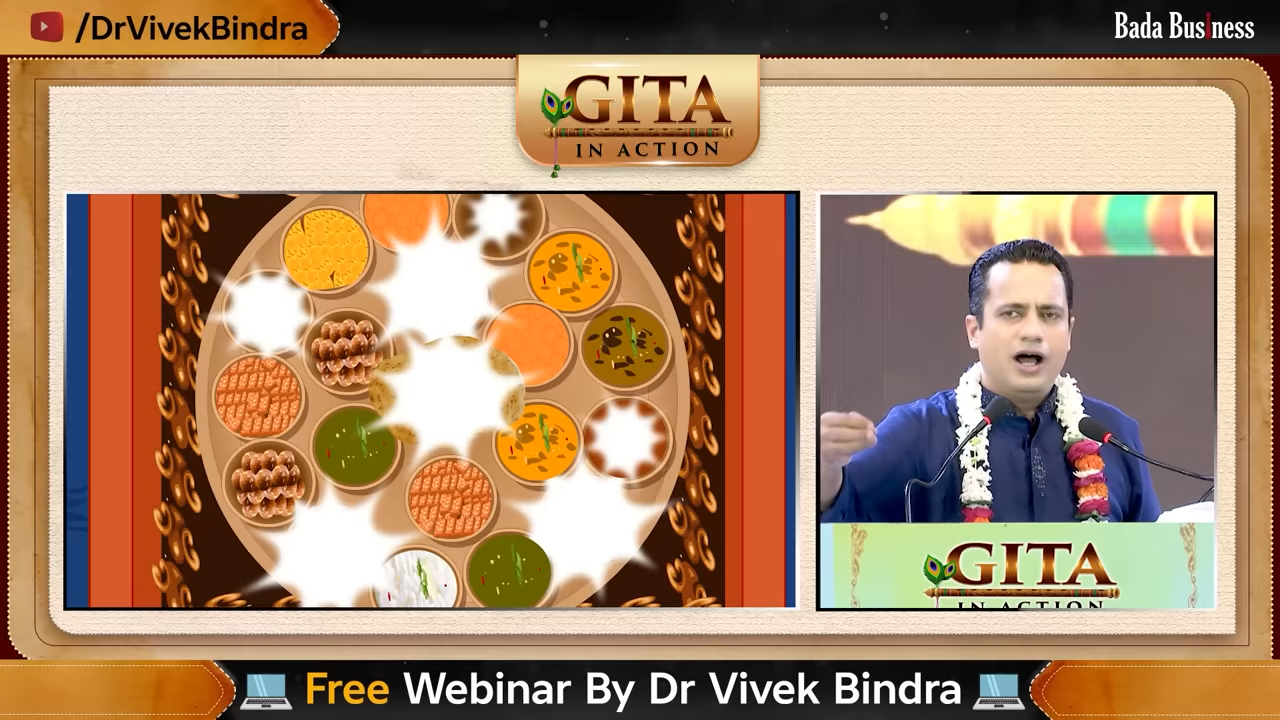 /DrVivekBindra
Bada Business
GITA
IN ACTION
GITA
IN ACTION
Free Webinar By Dr Vivek Bindra